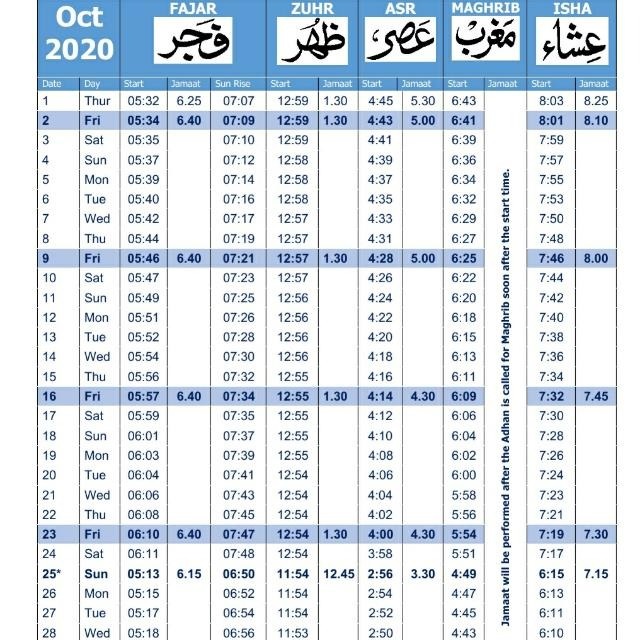 Oct 2020 FAJAR ZUHR ASR MAGHRIB ISHA
فَجَر ظُهُر عَصَر مَغْرِبْ عِشَاء
Date Day Start Jamaat Sun Rise Start Jamaat Start Jamaat Start Jamaat Start Jamaat
1 Thur 05:32 6.25 07:07 12:59 1.30 4:45 5.30 6:43 8:03 8.25
2 Fri 05:34 6.40 07:09 12:59 1.30 4:43 5.00 6:41 8:01 8.10
3 Sat 05:35 07:10 12:59 4:41 6:39 7:59
4 Sun 05:37 07:12 12:58 4:39 6:36 7:57
5 Mon 05:39 07:14 12:58 4:37 6:34 7:55
6 Tue 05:40 07:16 12:58 4:35 6:32 7:53
7 Wed 05:42 07:17 12:57 4:33 6:29 7:50
8 Thu 05:44 07:19 12:57 4:31 6:27 7:48
9 Fri 05:46 6.40 07:21 12:57 1.30 4:28 5.00 6:25 7:46 8.00
10 Sat 05:47 07:23 12:57 4:26 6:22 7:44
11 Sun 05:49 07:25 12:56 4:24 6:20 7:42
12 Mon 05:51 07:26 12:56 4:22 6:18 7:40
13 Tue 05:52 07:28 12:56 4:20 6:15 7:38
14 Wed 05:54 07:30 12:56 4:18 6:13 7:36
15 Thu 05:56 07:32 12:55 4:16 6:11 7:34
16 Fri 05:57 6.40 07:34 12:55 1.30 4:14 4.30 6:09 7:32 7.45
17 Sat 05:59 07:35 12:55 4:12 6:06 7:30
18 Sun 06:01 07:37 12:55 4:10 6:04 7:28
19 Mon 06:03 07:39 12:55 4:08 6:02 7:26
20 Tue 06:04 07:41 12:54 4:06 6:00 7:24
21 Wed 06:06 07:43 12:54 4:04 5:58 7:23
22 Thu 06:08 07:45 12:54 4:02 5:56 7:21
23 Fri 06:10 6.40 07:47 12:54 1.30 4:00 4.30 5:54 7:19 7.30
24 Sat 06:11 07:48 12:54 3:58 5:51 7:17
25* Sun 05:13 6.15 06:50 11:54 12.45 2:56 3.30 4:49 6:15 7.15
26 Mon 05:15 06:52 11:54 2:54 4:47 6:13
27 Tue 05:17 06:54 11:54 2:52 4:45 6:11
28 Wed 05:18 06:56 11:53 2:50 4:43 6:10
Jamaat will be performed after the Adhan is called for Maghrib soon after the start time.